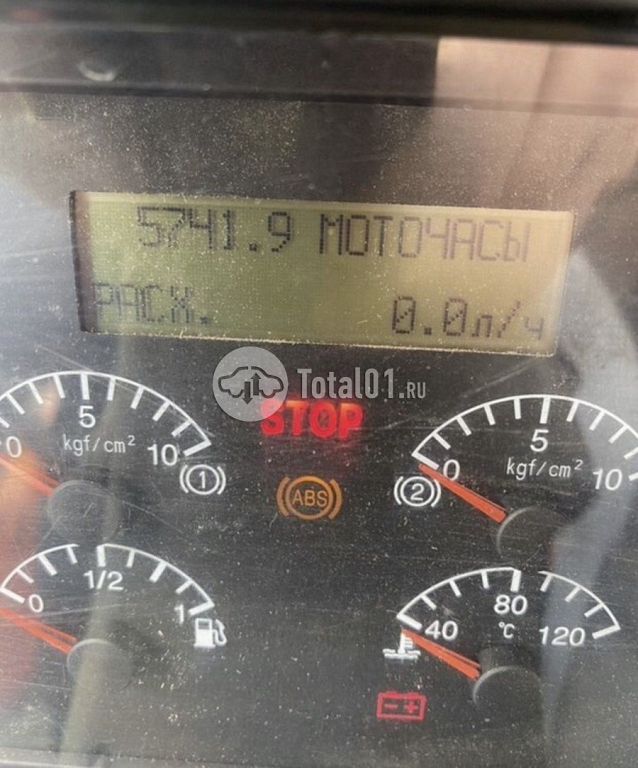 5741.9 МОТОЧАСЫ
РАСХ. 0.0л/ч
Total01.RU
STOP
5
0 kgf/cm² 10
(1)
ABS
5
0 kgf/cm² 10
(2)
1/2
0 1
80
40 °C 120
- +